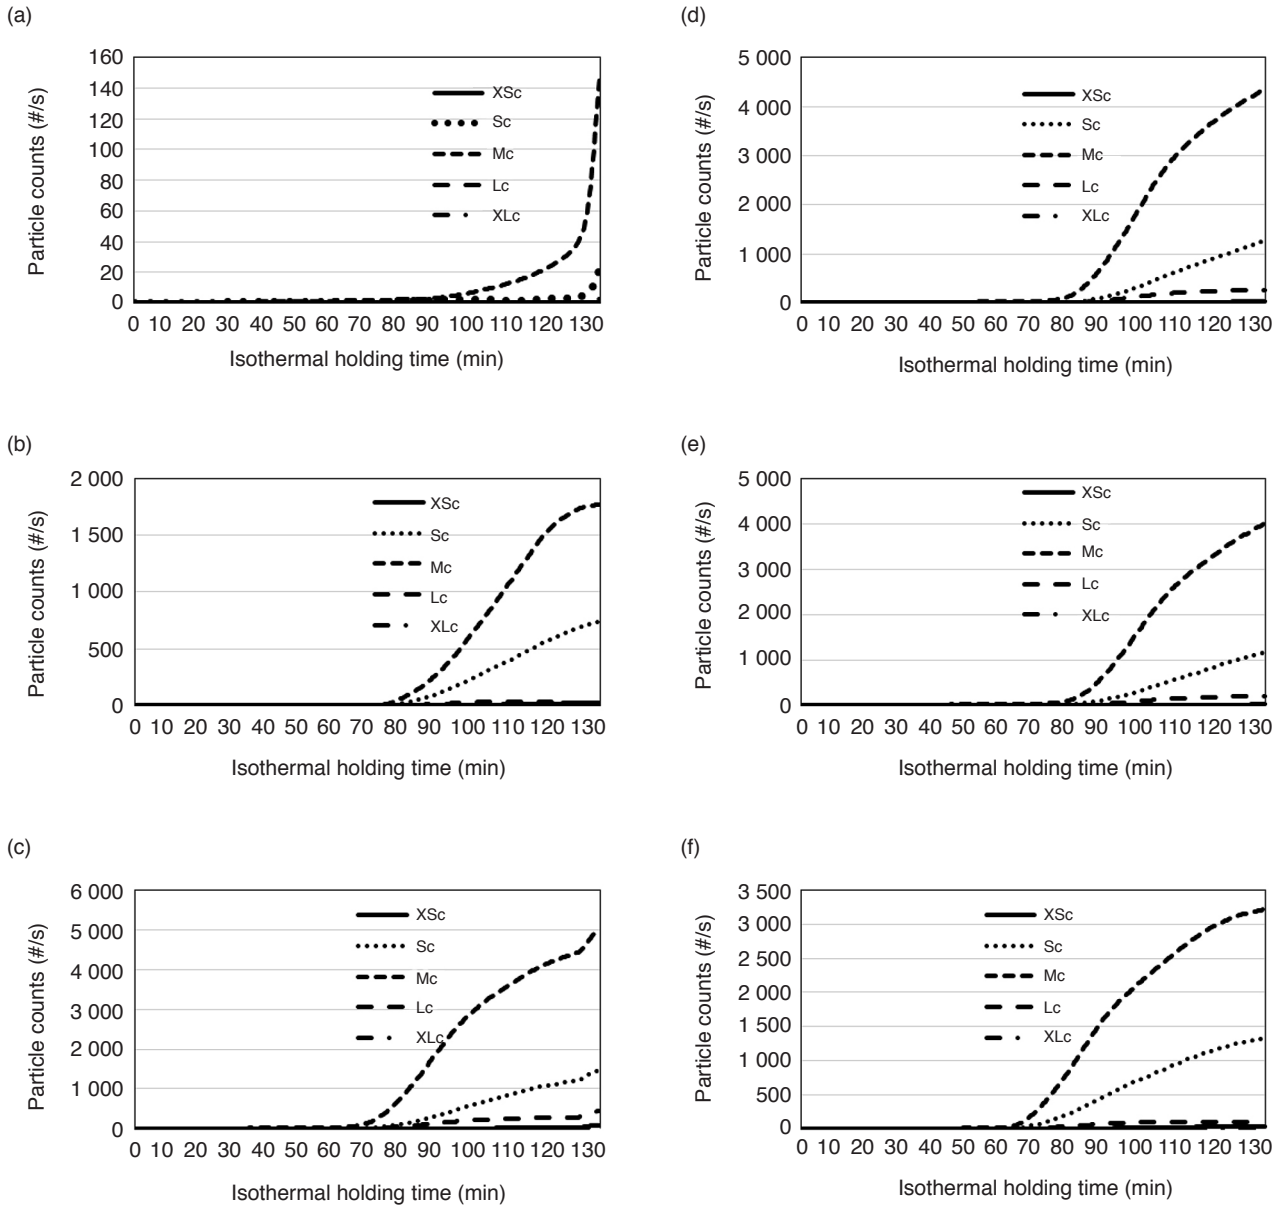 (a)
Particle counts (#/s)
160
140
120
100
80
60
40
20
0
XSc
Sc
Mc
Lc
XLc
0 10 20 30 40 50 60 70 80 90 100 110 120 130
Isothermal holding time (min)
(b)
Particle counts (#/s)
2 000
1 500
1 000
500
0
XSc
Sc
Mc
Lc
XLc
0 10 20 30 40 50 60 70 80 90 100 110 120 130
Isothermal holding time (min)
(c)
Particle counts (#/s)
6 000
5 000
4 000
3 000
2 000
1 000
0
XSc
Sc
Mc
Lc
XLc
0 10 20 30 40 50 60 70 80 90 100 110 120 130
Isothermal holding time (min)
(d)
Particle counts (#/s)
5 000
4 000
3 000
2 000
1 000
0
XSc
Sc
Mc
Lc
XLc
0 10 20 30 40 50 60 70 80 90 100 110 120 130
Isothermal holding time (min)
(e)
Particle counts (#/s)
5 000
4 000
3 000
2 000
1 000
0
XSc
Sc
Mc
Lc
XLc
0 10 20 30 40 50 60 70 80 90 100 110 120 130
Isothermal holding time (min)
(f)
Particle counts (#/s)
3 500
3 000
2 500
2 000
1 500
1 000
500
0
XSc
Sc
Mc
Lc
XLc
0 10 20 30 40 50 60 70 80 90 100 110 120 130
Isothermal holding time (min)